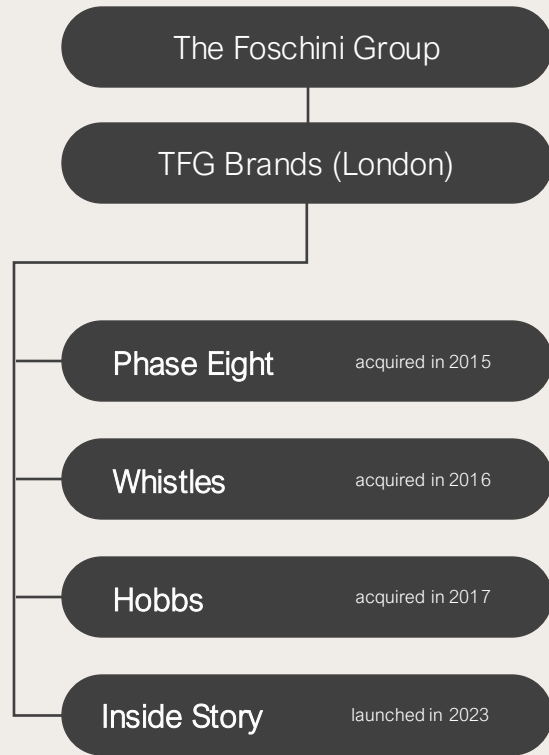 The Foschini Group
TFG Brands (London)
Phase Eight acquired in 2015
Whistles acquired in 2016
Hobbs acquired in 2017
Inside Story launched in 2023